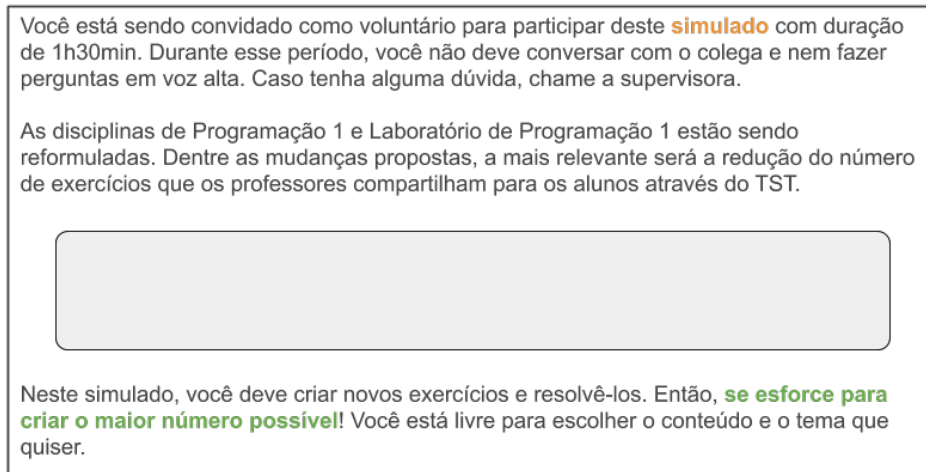 Você está sendo convidado como voluntário para participar deste simulado com duração
de 1h30min. Durante esse período, você não deve conversar com o colega e nem fazer
perguntas em voz alta. Caso tenha alguma dúvida, chame a supervisora.
As disciplinas de Programação 1 e Laboratório de Programação 1 estão sendo
reformuladas. Dentre as mudanças propostas, a mais relevante será a redução do número
de exercícios que os professores compartilham para os alunos através do TST.
Neste simulado, você deve criar novos exercícios e resolvê-los. Então, se esforce para
criar o maior número possível! Você está livre para escolher o conteúdo e o tema que
quiser.